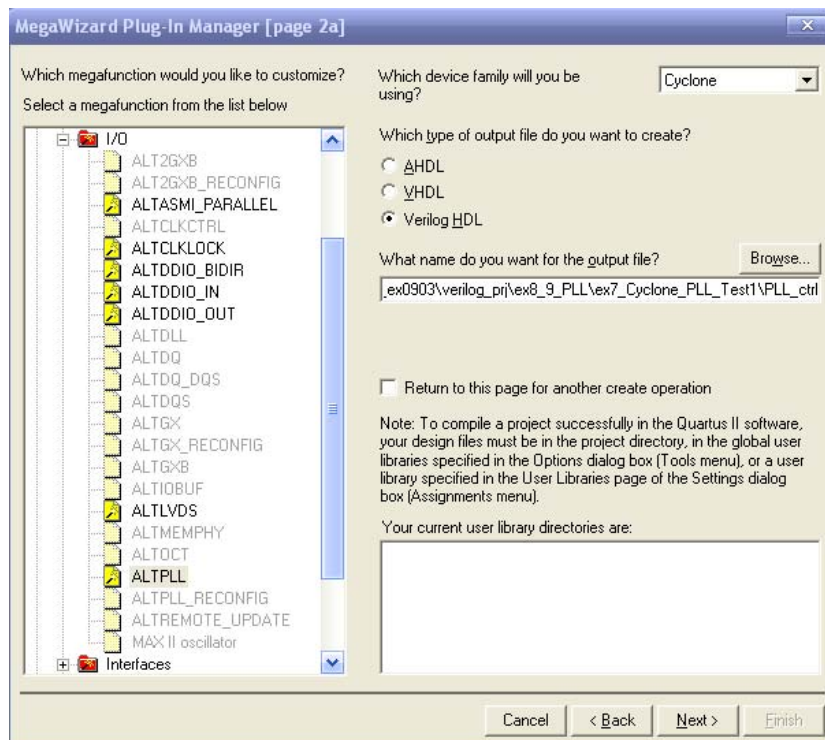 MegaWizard Plug-In Manager [page 2a]
Which megafunction would you like to customize?
Select a megafunction from the list below
I/O
ALT2GXB
ALT2GXB_RECONFIG
ALTASMI_PARALLEL
ALTCLKCTRL
ALTCLKLOCK
ALTDDIO_BIDIR
ALTDDIO_IN
ALTDDIO_OUT
ALTDLL
ALTDQ
ALTDQ_DQS
ALTDQS
ALTGX
ALTGX_RECONFIG
ALTGXB
ALTIOBUF
ALTLVDS
ALTMEMPHY
ALTOCT
ALTPLL
ALTPLL_RECONFIG
ALTREMOTE_UPDATE
MAX II oscillator
Interfaces
Which device family will you be
using?
Cyclone
Which type of output file do you want to create?
AHDL
VHDL
Verilog HDL
What name do you want for the output file?
Browse...
_ex0903\verilog_prj\ex8_9_PLL\ex7_Cyclone_PLL_Test1\PLL_ctrl
Return to this page for another create operation
Note: To compile a project successfully in the Quartus II software,
your design files must be in the project directory, in the global user
libraries specified in the Options dialog box (Tools menu), or a user
library specified in the User Libraries page of the Settings dialog
box (Assignments menu).
Your current user library directories are:
Cancel
< Back
Next >
Finish